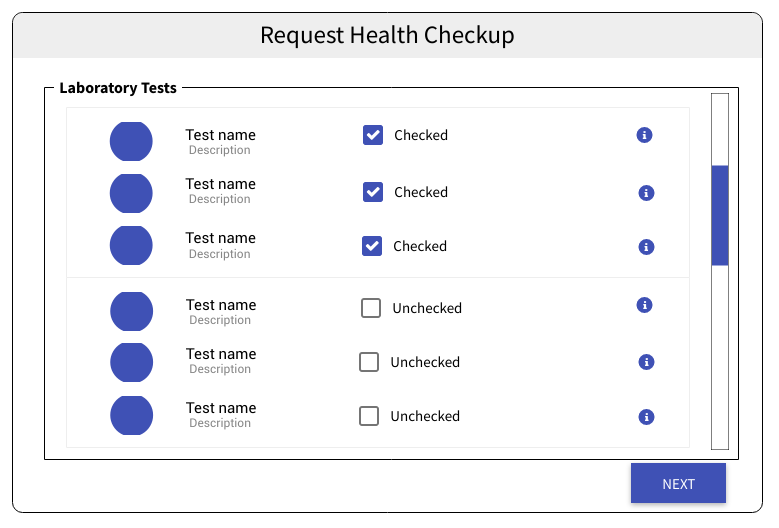 Request Health Checkup
Laboratory Tests
Test name
Description
Checked
Test name
Description
Checked
Test name
Description
Checked
Test name
Description
Unchecked
Test name
Description
Unchecked
Test name
Description
Unchecked
NEXT